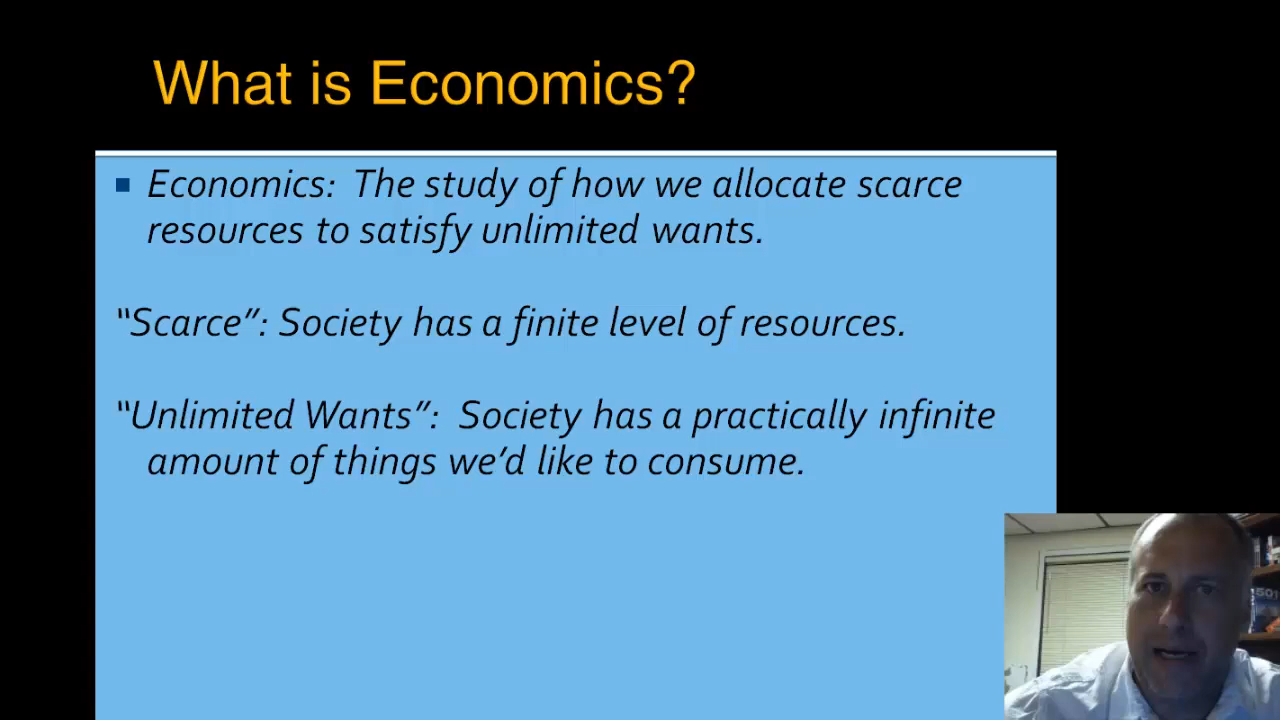 What is Economics?
Economics: The study of how we allocate scarce
resources to satisfy unlimited wants.
“Scarce”: Society has a finite level of resources.
“Unlimited Wants”: Society has a practically infinite
amount of things we’d like to consume.
501